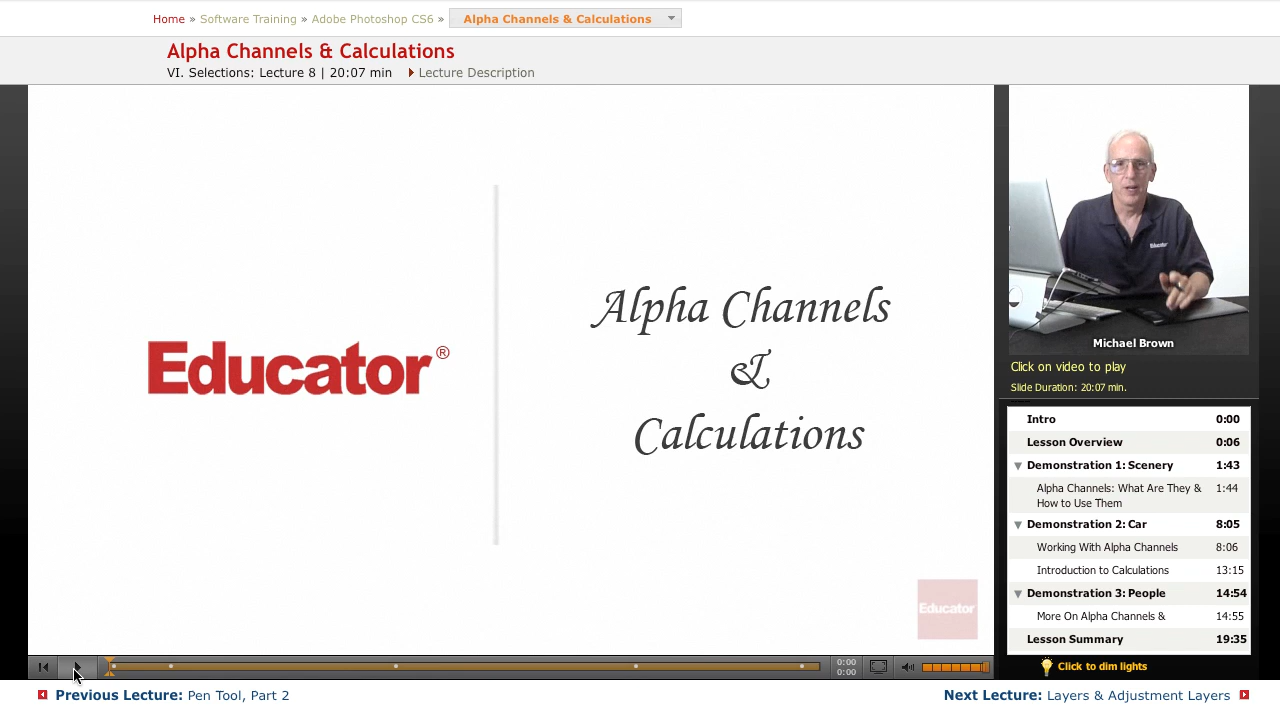 Home » Software Training » Adobe Photoshop CS6 » Alpha Channels & Calculations
Alpha Channels & Calculations
VI. Selections: Lecture 8 | 20:07 min Lecture Description
Educator®
Alpha Channels
&
Calculations
Educator
Educator
Michael Brown
Click on video to play
Slide Duration: 20:07 min.
Intro 0:00
Lesson Overview 0:06
Demonstration 1: Scenery 1:43
Alpha Channels: What Are They & 1:44
How to Use Them
Demonstration 2: Car 8:05
Working With Alpha Channels 8:06
Introduction to Calculations 13:15
Demonstration 3: People 14:54
More On Alpha Channels & 14:55
Lesson Summary 19:35
0:00
0:00
Click to dim lights
Previous Lecture: Pen Tool, Part 2
Next Lecture: Layers & Adjustment Layers